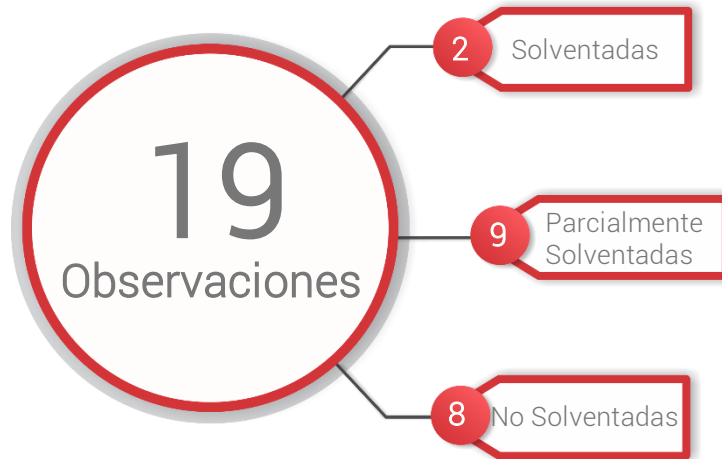 19
Observaciones
2
Solventadas
9
Parcialmente
Solventadas
8
No Solventadas